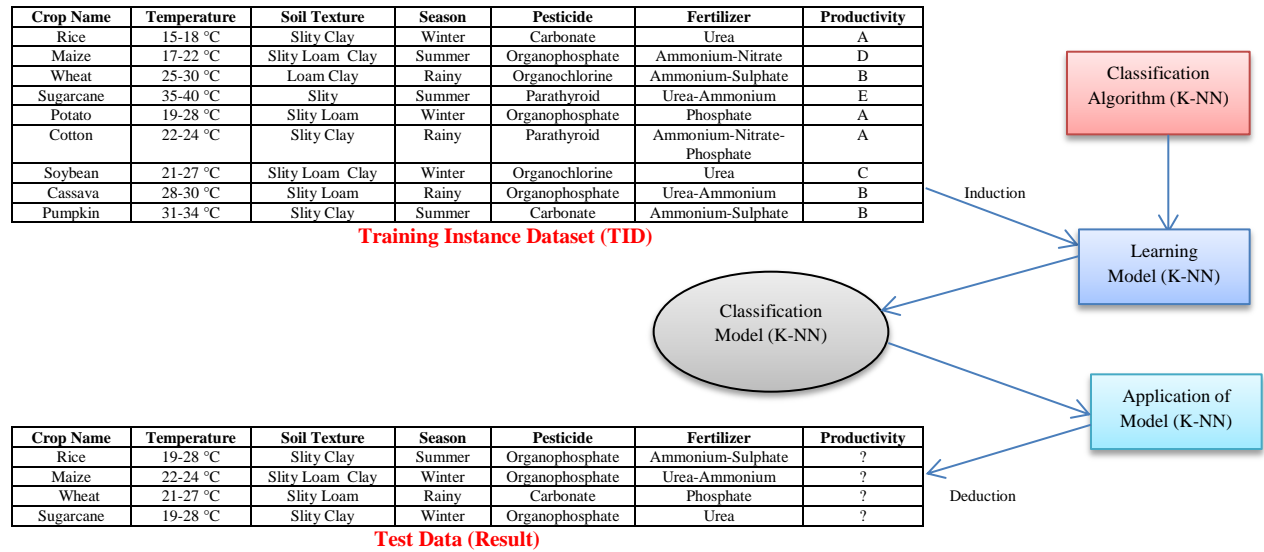 Crop Name Temperature Soil Texture Season Pesticide Fertilizer Productivity
Rice 15-18 °C Slity Clay Winter Carbonate Urea A
Maize 17-22 °C Slity Loam Clay Summer Organophosphate Ammonium-Nitrate D
Wheat 25-30 °C Loam Clay Rainy Organochlorine Ammonium-Sulphate B
Sugarcane 35-40 °C Slity Summer Parathyroid Urea-Ammonium E
Potato 19-28 °C Slity Loam Winter Organophosphate Phosphate A
Cotton 22-24 °C Slity Clay Rainy Parathyroid Ammonium-Nitrate- A
Phosphate
Soybean 21-27 °C Slity Loam Clay Winter Organochlorine Urea C
Cassava 28-30 °C Slity Loam Rainy Organophosphate Urea-Ammonium B
Pumpkin 31-34 °C Slity Clay Summer Carbonate Ammonium-Sulphate B
Training Instance Dataset (TID)
Classification
Algorithm (K-NN)
Induction
Learning
Model (K-NN)
Classification
Model (K-NN)
Application of
Model (K-NN)
Deduction
Crop Name Temperature Soil Texture Season Pesticide Fertilizer Productivity
Rice 19-28 °C Slity Clay Summer Organophosphate Ammonium-Sulphate ?
Maize 22-24 °C Slity Loam Clay Winter Organophosphate Urea-Ammonium ?
Wheat 21-27 °C Slity Loam Rainy Carbonate Phosphate ?
Sugarcane 19-28 °C Slity Clay Winter Organophosphate Urea ?
Test Data (Result)